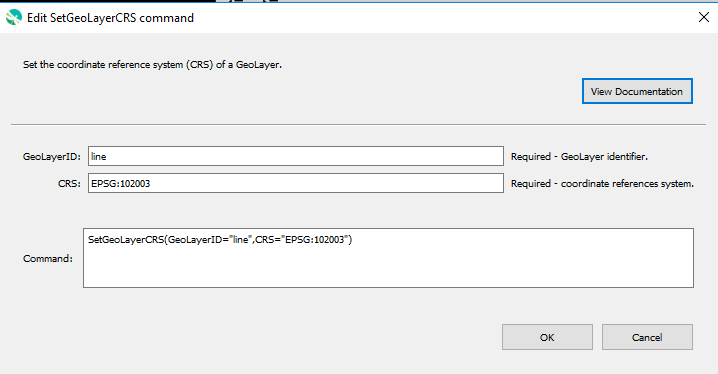 Edit SetGeoLayerCRS command
Set the coordinate reference system (CRS) of a GeoLayer.
View Documentation
GeoLayerID: line Required - GeoLayer identifier.
CRS: EPSG:102003 Required - coordinate references system.
SetGeoLayerCRS(GeoLayerID="line",CRS="EPSG:102003")
Command:
OK Cancel